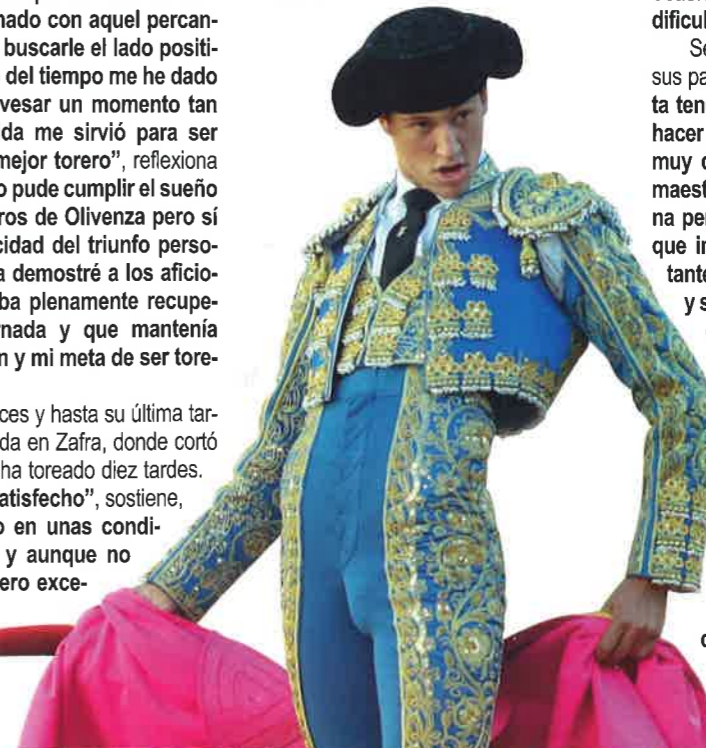 nado con aquel percan-
buscarle el lado positi-
del tiempo me he dado
vesar un momento tan
da me sirvió para ser
mejor torero”, reflexiona
o pude cumplir el sueño
ros de Olivenza pero sí
cidad del triunfo perso-
a demostré a los aficio-
ba plenamente recupe-
rnada y que mantenía
n y mi meta de ser tore-
ces y hasta su última tar-
da en Zafra, donde cortó
ha toreado diez tardes.
atisfecho”, sostiene,
o en unas condi-
y aunque no
ero exce-
dificul
Se
sus pa
ta ten
hacer
muy
maest
na per
que in
tante
y s